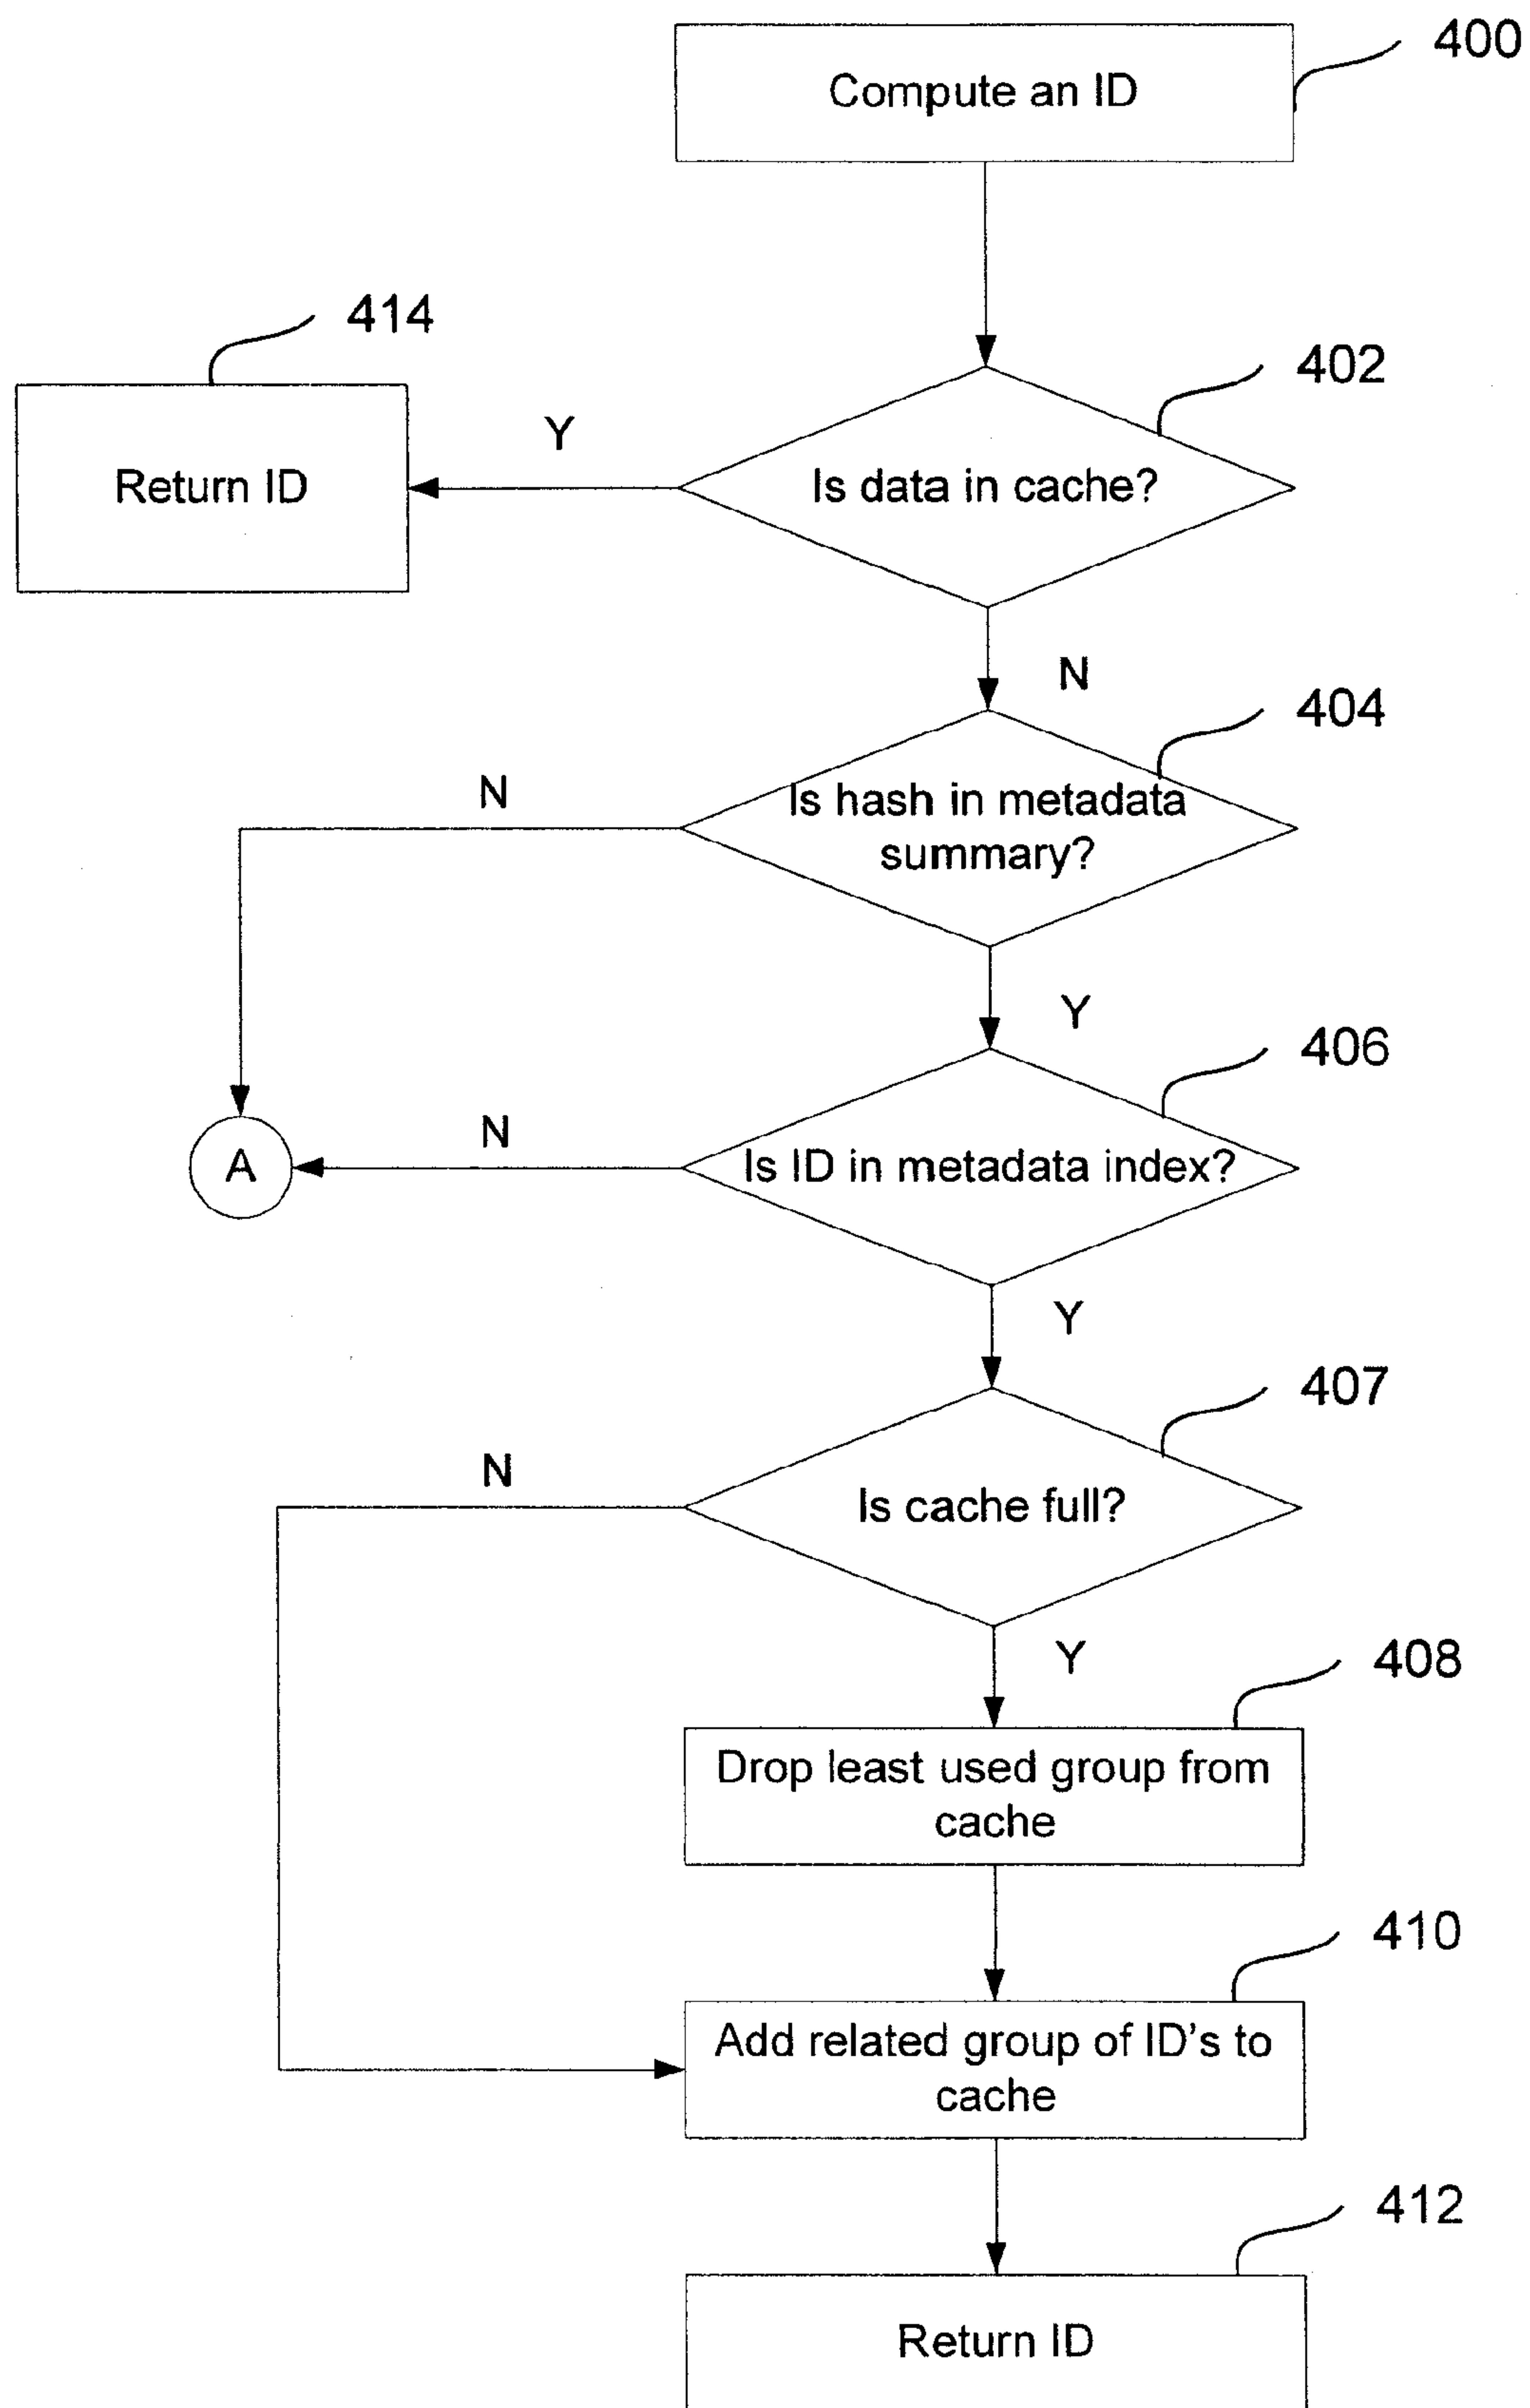 400
Compute an ID
414
402
Y
Return ID
Is data in cache?
N
404
N
Is hash in metadata
summary?
Y
406
N
A
Is ID in metadata index?
Y
407
N
Is cache full?
Y
408
Drop least used group from
cache
410
Add related group of ID's to
cache
412
Return ID